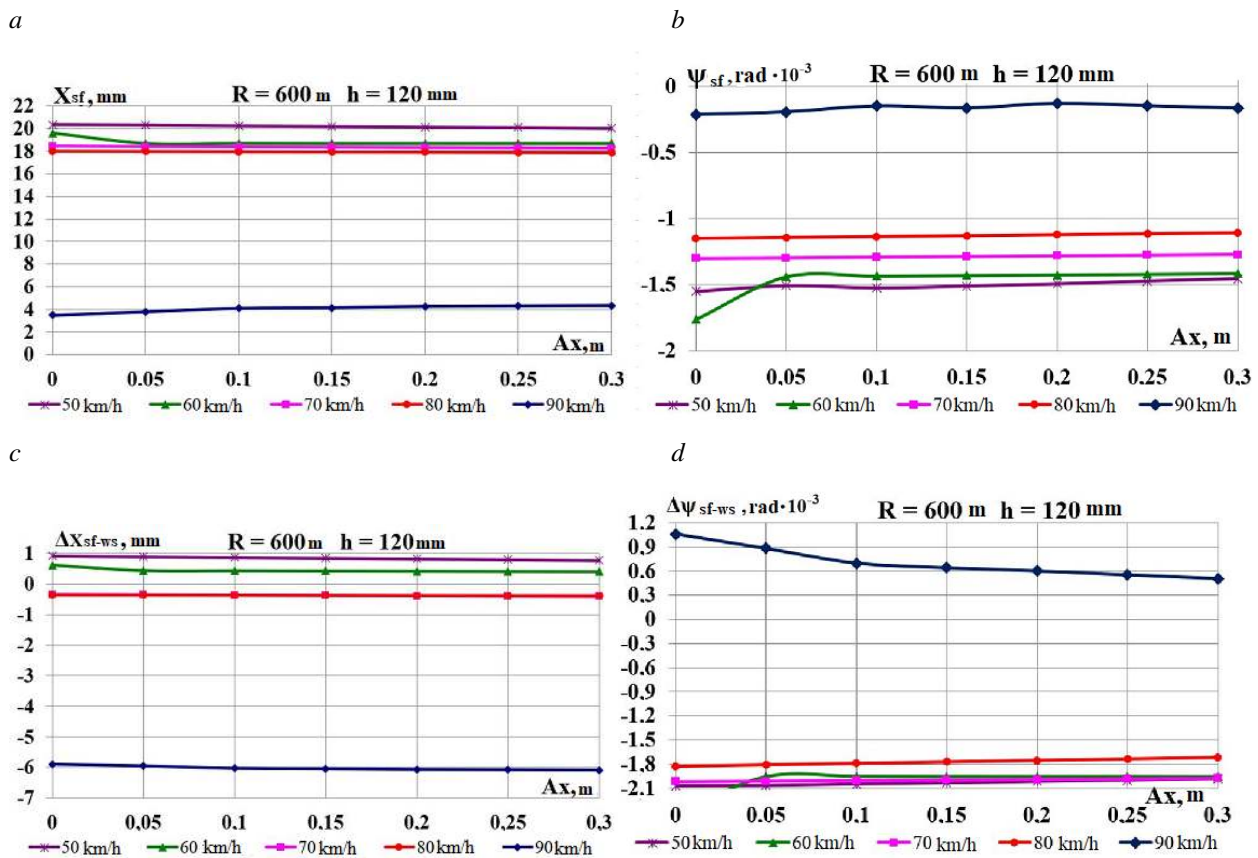 a
X sf, mm R = 600 m h = 120 mm
22
20
18
16
14
12
10
8
6
4
2
0
Ax, m
0 0.05 0.1 0.15 0.2 0.25 0.3
50 km/h 60 km/h 70 km/h 80 km/h 90 km/h
b
Ψ sf, rad · 10⁻³ R = 600 m h = 120 mm
0
-0.5
-1
-1.5
-2
Ax, m
0 0.05 0.1 0.15 0,2 0.25 0.3
50 km/h 60 km/h 70 km/h 80 km/h 90 km/h
c
Δx sf-ws, mm R = 600 m h = 120 mm
1
0
-1
-2
-3
-4
-5
-6
-7
Ax, m
0 0,05 0,1 0,15 0,2 0,25 0,3
50 km/h 60 km/h 70 km/h 80 km/h 90 km/h
d
Δψ sf-ws, rad·10⁻³ R = 600 m h = 120 mm
1.2
0.9
0.6
0.3
0
-0.3
-0.6
-0.9
-1.2
-1.5
-1.8
-2.1
Ax, m
0 0.05 0.1 0.15 0.2 0.25 0.3
50 km/h 60 km/h 70 km/h 80 km/h 90 km/h